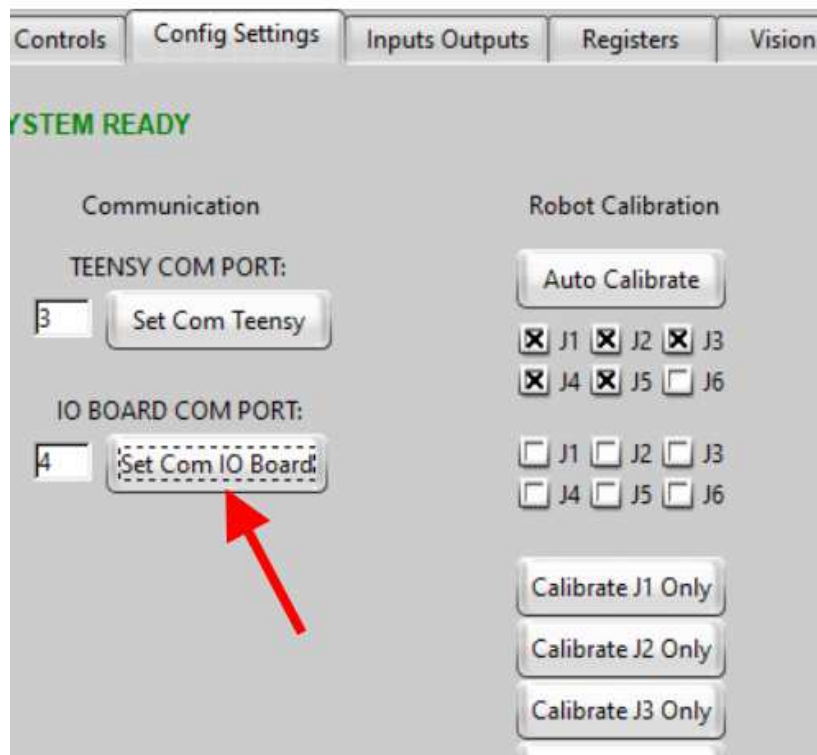 Controls Config Settings Inputs Outputs Registers Vision
YSTEM READY
Communication
TEENSY COM PORT:
3 Set Com Teensy
IO BOARD COM PORT:
4 Set Com IO Board
Robot Calibration
Auto Calibrate
J1 J2 J3
J4 J5 J6
J1 J2 J3
J4 J5 J6
Calibrate J1 Only
Calibrate J2 Only
Calibrate J3 Only